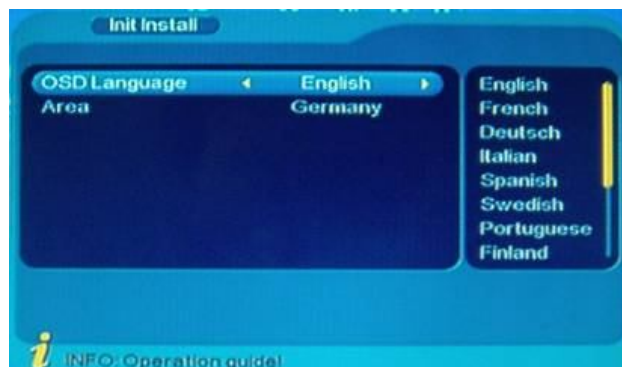 Init Install
OSD Language English
Area Germany
English
French
Deutsch
Italian
Spanish
Swedish
Portuguese
Finland
INFO: Operation guide!